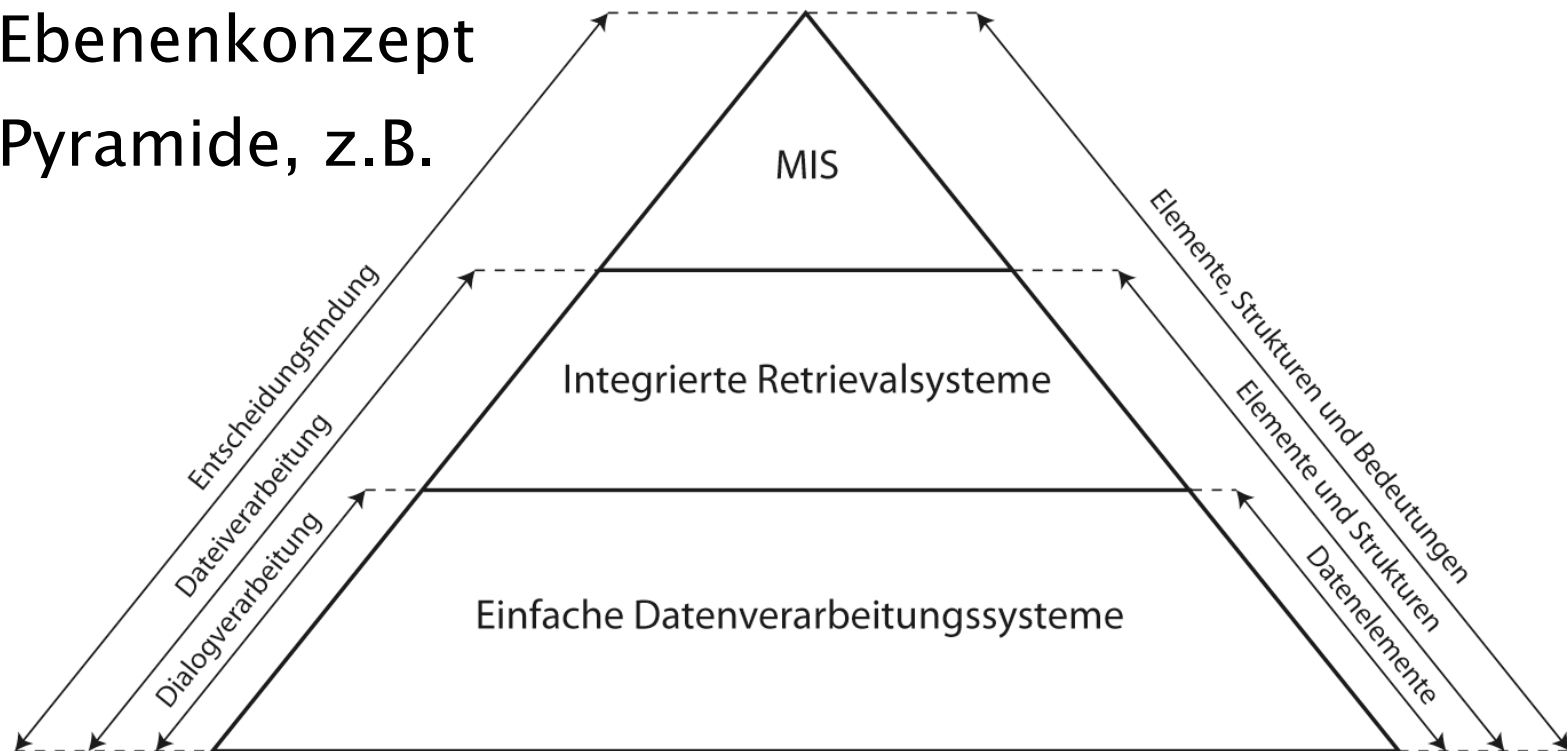 Ebenenkonzept
Pyramide, z.B.
MIS
Integrierte Retrievalsysteme
Einfache Datenverarbeitungssysteme
Entscheidungsfindung
Dateiverarbeitung
Dialogverarbeitung
Elemente, Strukturen und Bedeutungen
Elemente und Strukturen
Datenelemente